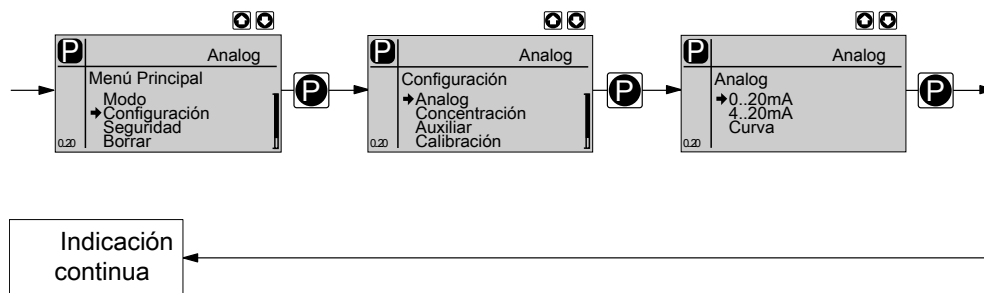 P Analog
Menú Principal
Modo
Configuración
Seguridad
Borrar
0.20
P
P Analog
Configuración
Analog
Concentración
Auxiliar
Calibración
0.20
P
P Analog
Analog
0..20mA
4..20mA
Curva
0.20
P
Indicación
continua